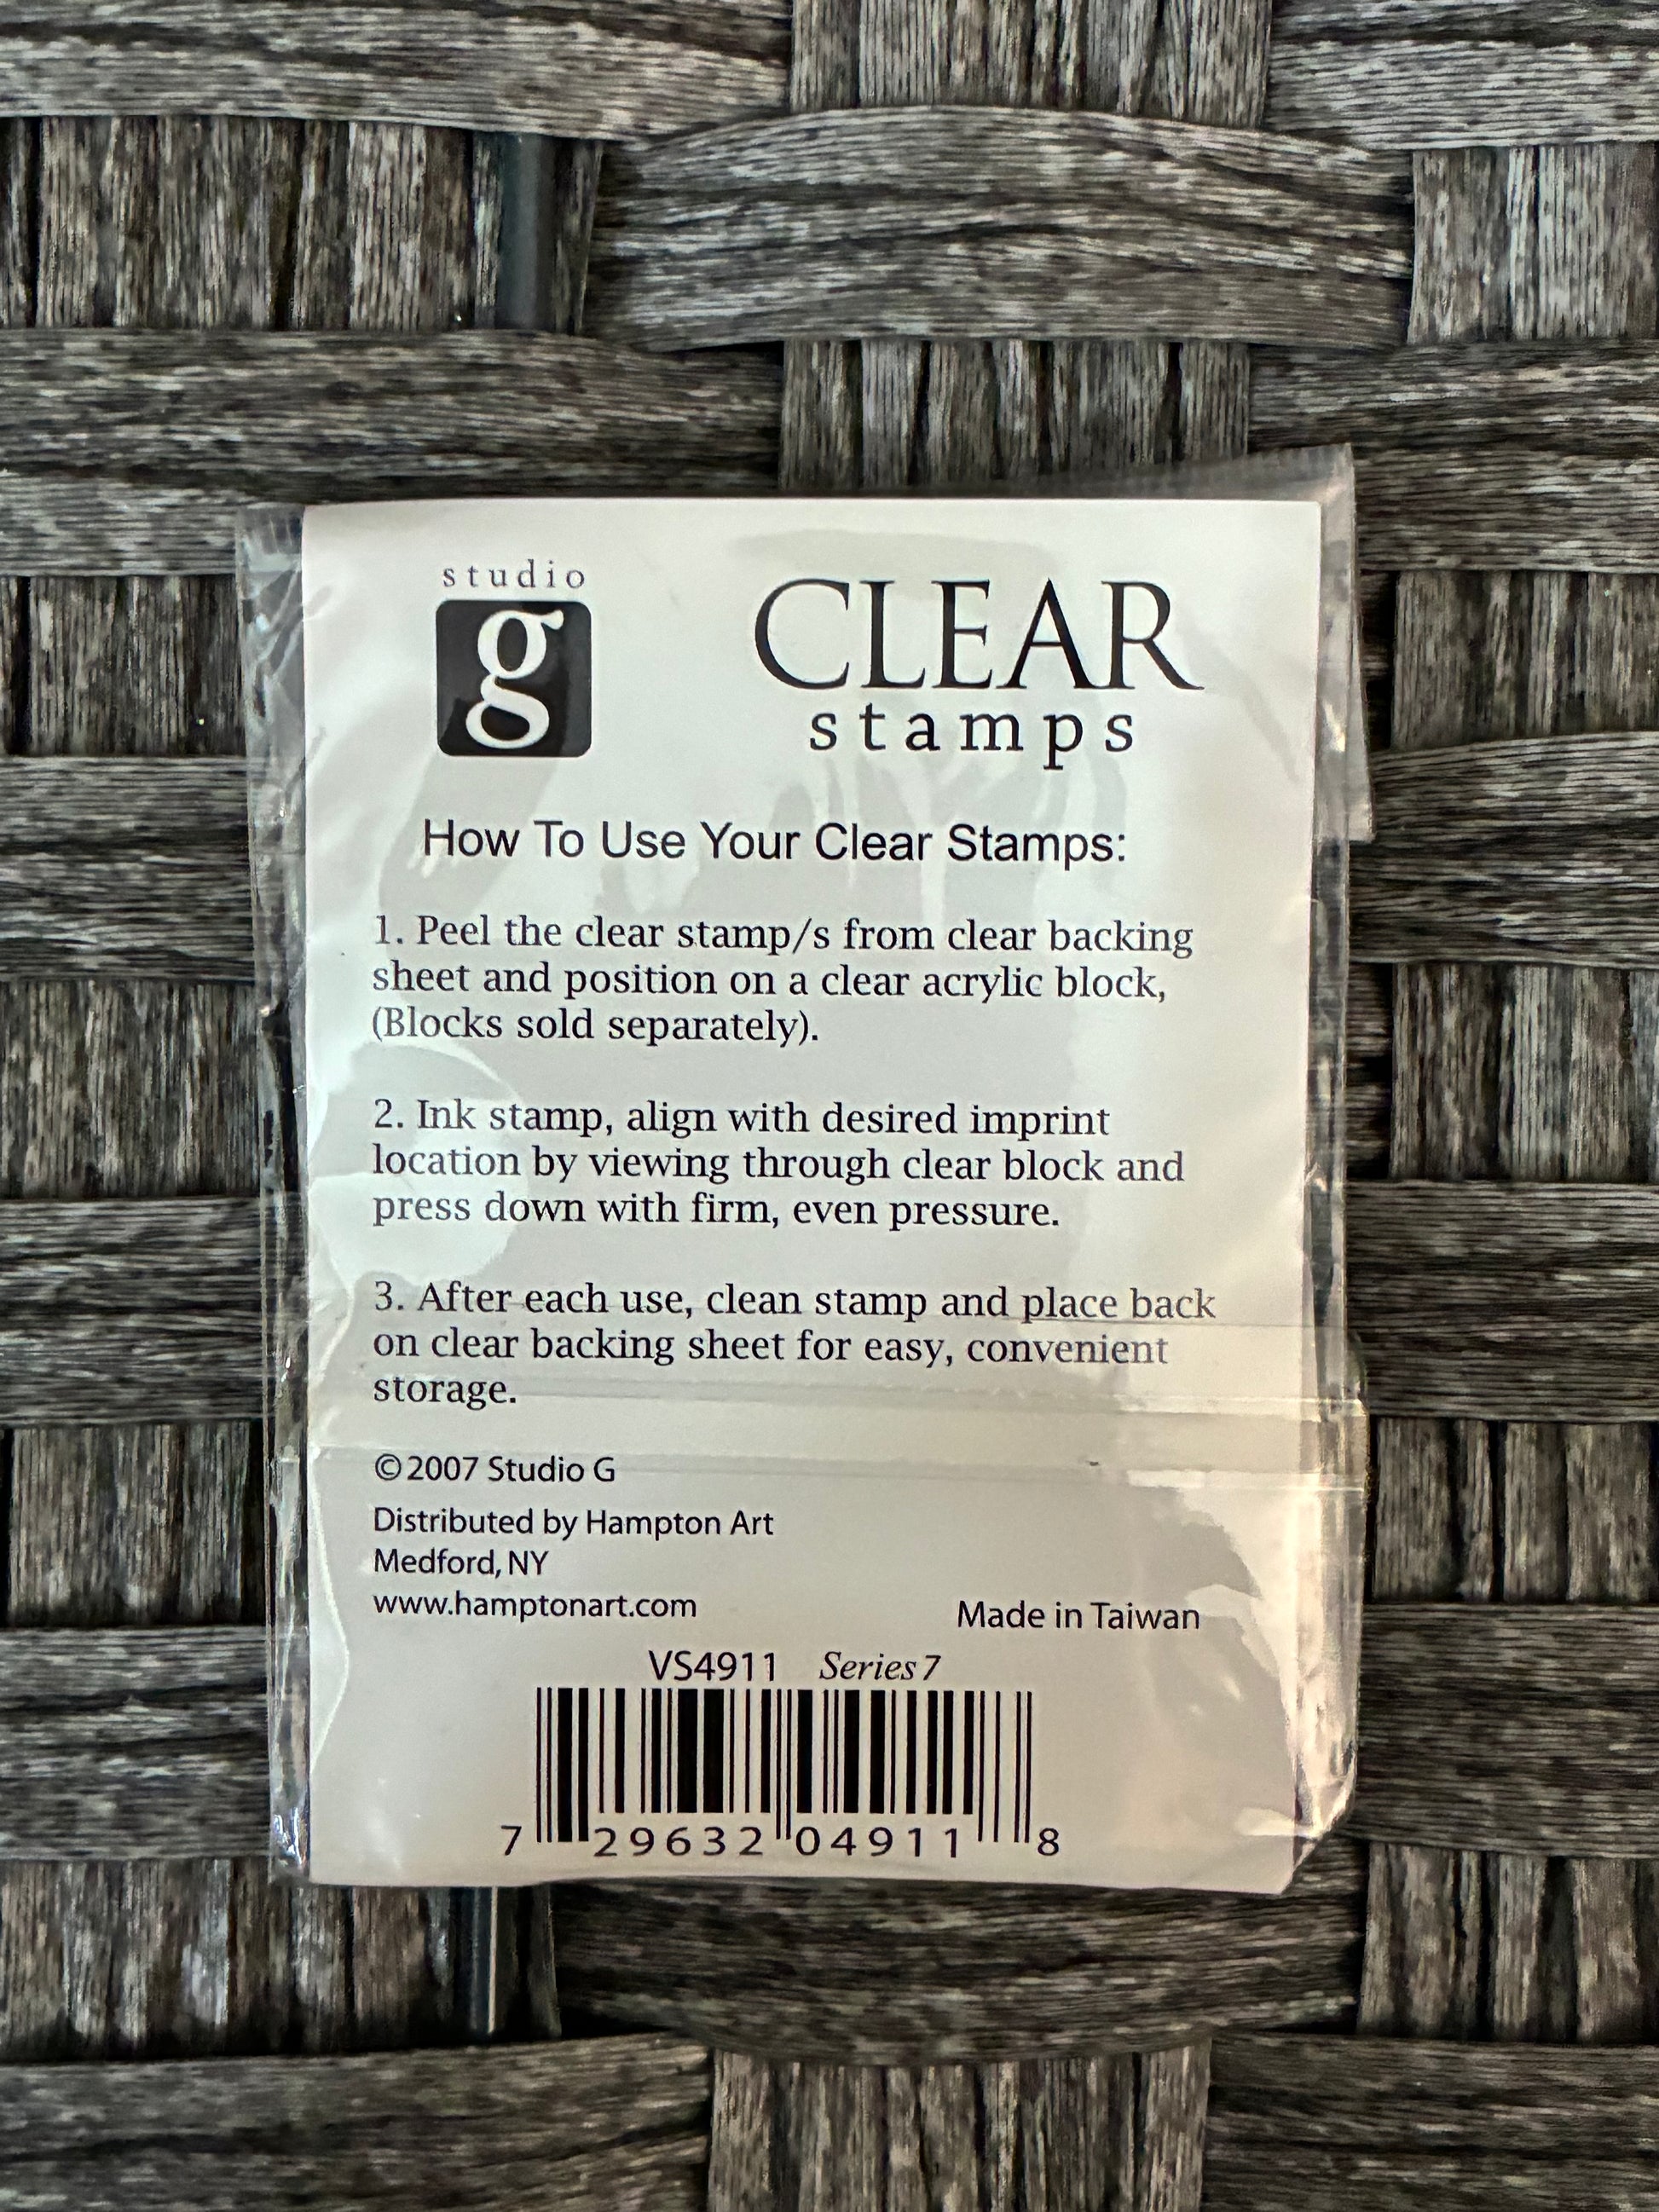 studio
g
CLEAR
stamps
How To Use Your Clear Stamps:
1. Peel the clear stamp/s from clear backing
sheet and position on a clear acrylic block,
(Blocks sold separately).
2. Ink stamp, align with desired imprint
location by viewing through clear block and
press down with firm, even pressure.
3. After each use, clean stamp and place back
on clear backing sheet for easy, convenient
storage.
©2007 Studio G
Distributed by Hampton Art
Medford, NY
www.hamptonart.com
Made in Taiwan
VS4911 Series 7
7 29632 04911 8